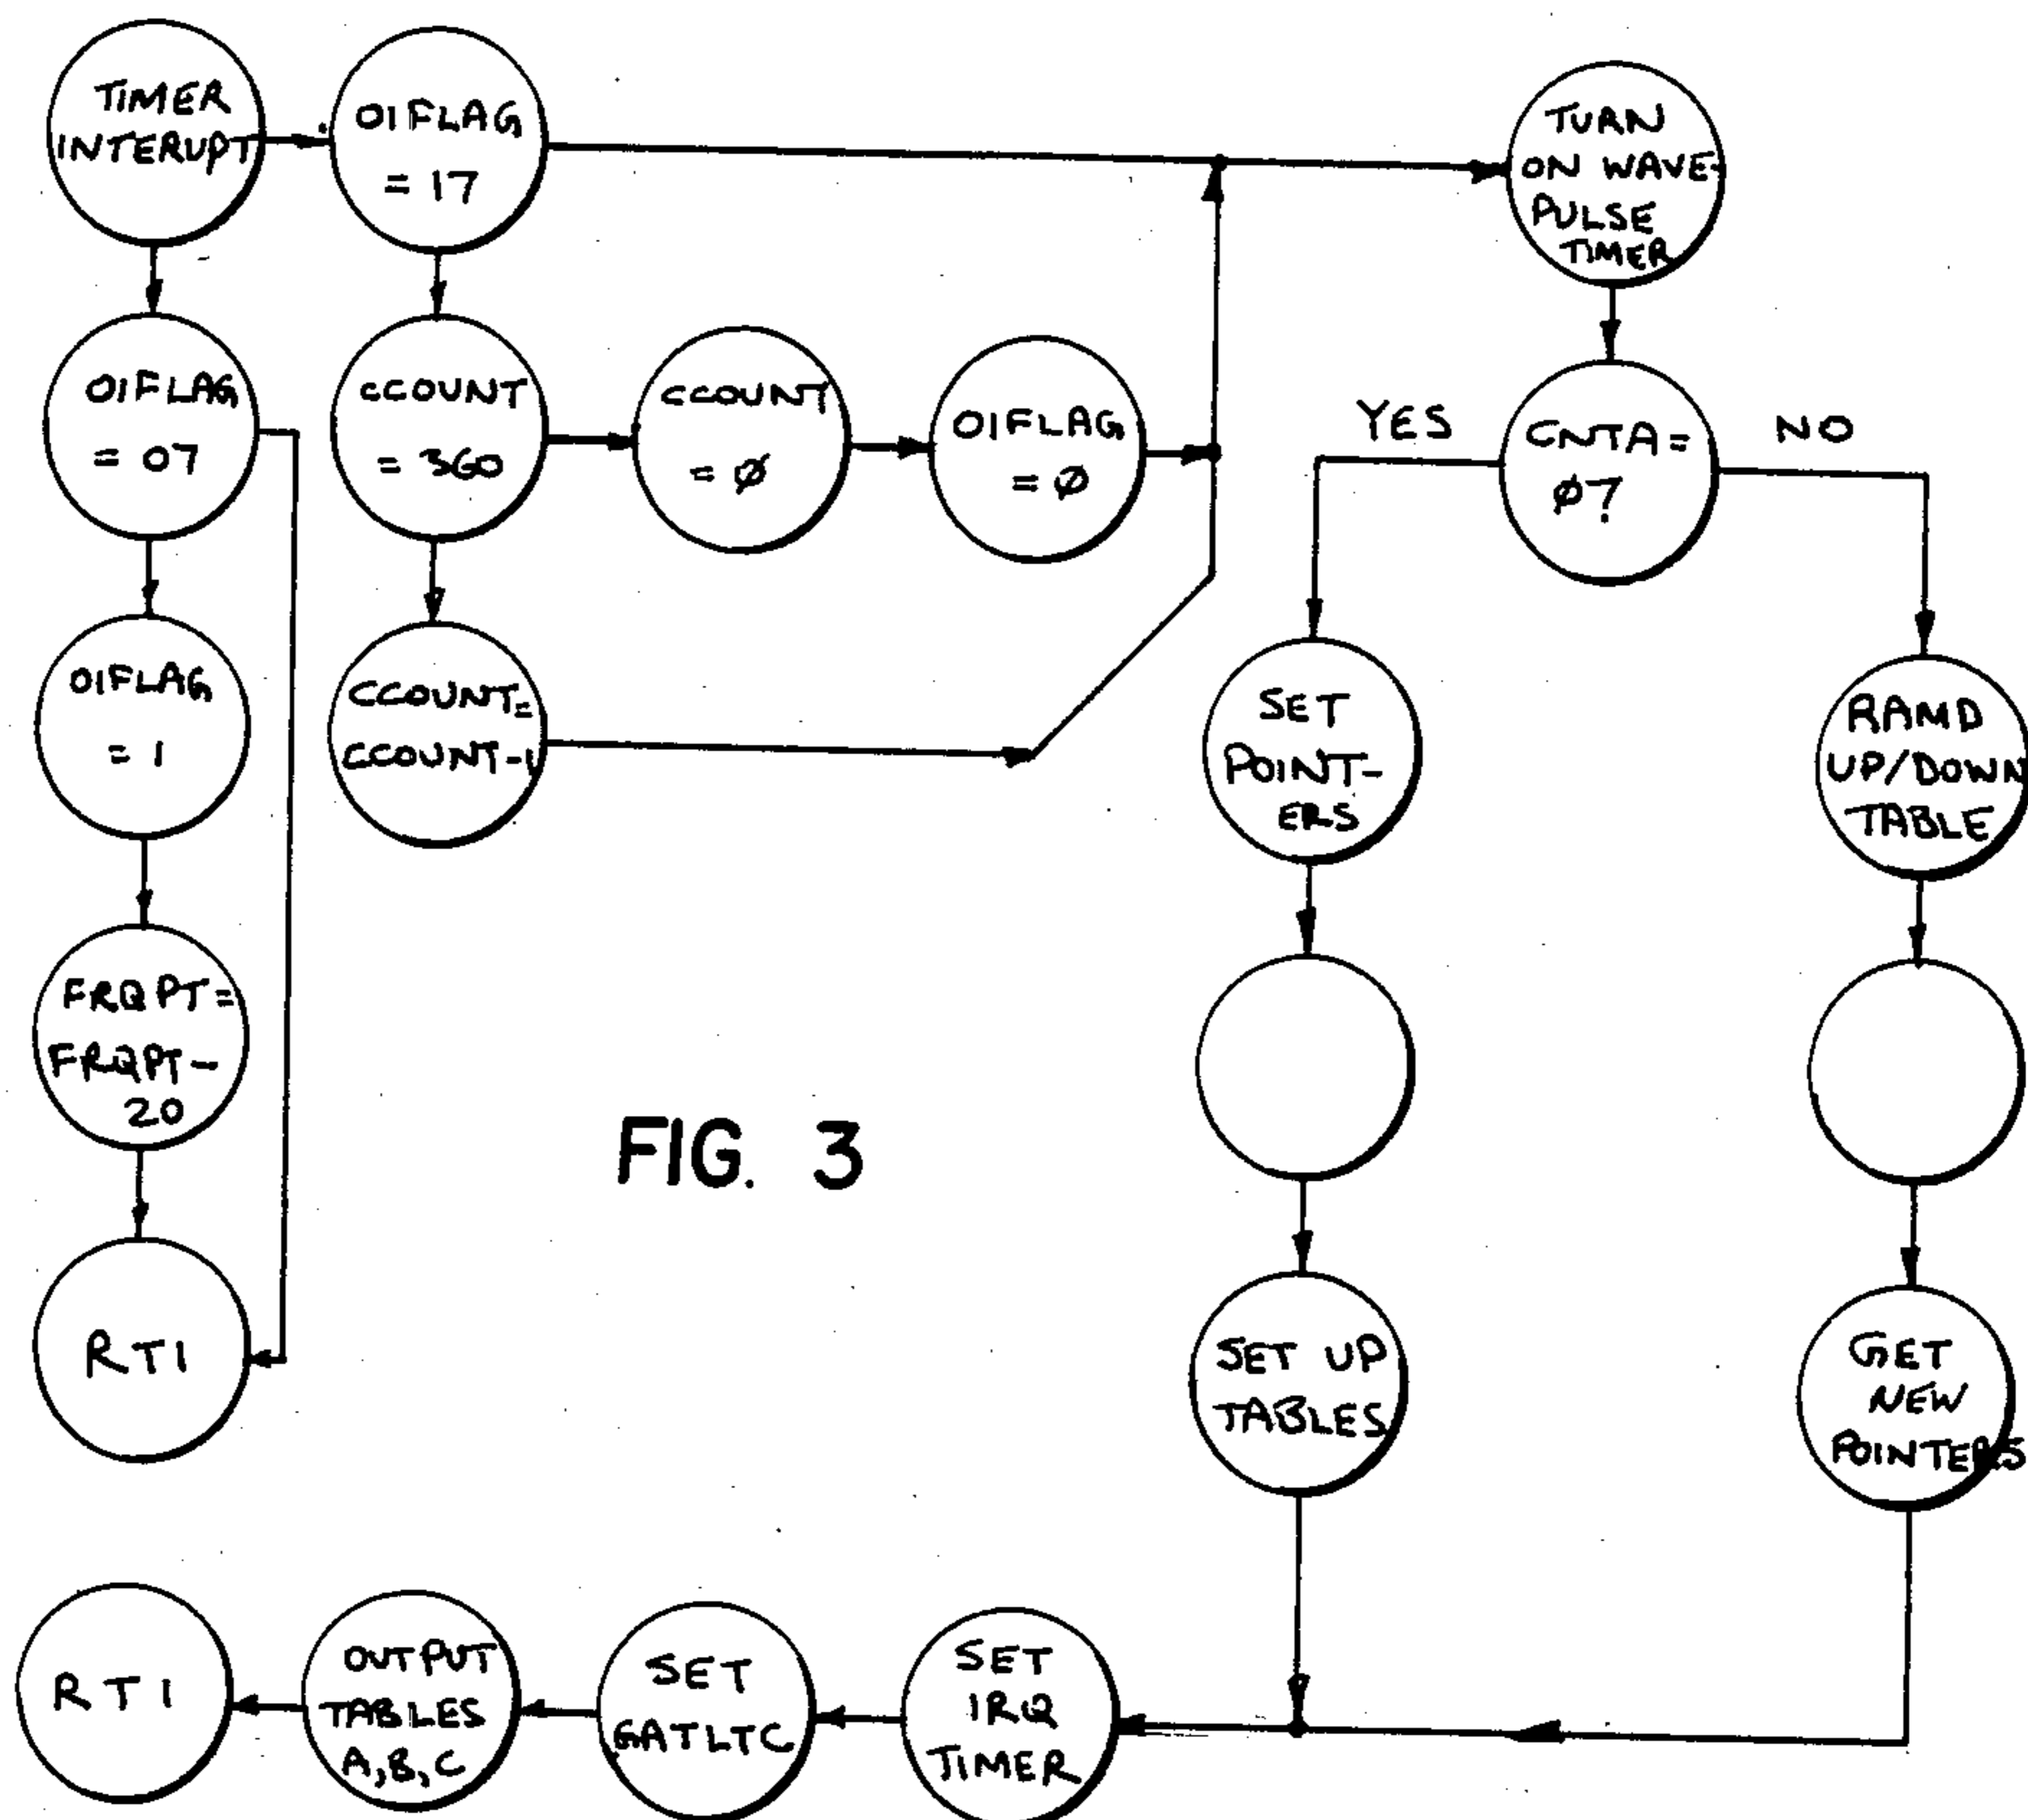 TIMER
INTERUPT
OIFLAG
= 17
TURN
ON WAVE-
PULSE
TIMER
OIFLAG
= 07
CCOUNT
= 360
CCOUNT
= Ø
OIFLAG
= Ø
YES
CNTA=
Ø?
NO
OIFLAG
= 1
CCOUNT=
CCOUNT-1
SET
POINT-
ERS
RAMD
UP/DOWN
TABLE
FRQPT=
FRQPT-
20
FIG. 3
RTI
SET UP
TABLES
GET
NEW
POINTERS
RTI
OUTPUT
TABLES
A,B,C
SET
GATLTC
SET
IRQ
TIMER